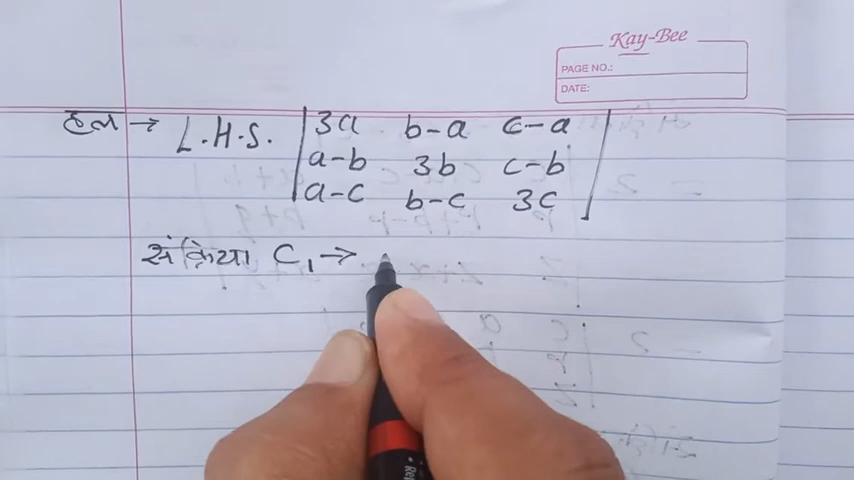 Kay-Bee
PAGE NO.:
DATE:
हल → L.H.S. | 3a b-a c-a |
| a-b 3b c-b |
| a-c b-c 3c |
संक्रिया C₁ →